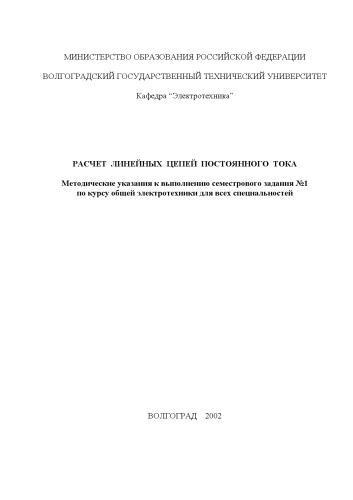 МИНИСТЕРСТВО ОБРАЗОВАНИЯ РОССИЙСКОЙ ФЕДЕРАЦИИ
ВОЛГОГРАДСКИЙ ГОСУДАРСТВЕННЫЙ ТЕХНИЧЕСКИЙ УНИВЕРСИТЕТ
Кафедра “Электротехника”
РАСЧЕТ ЛИНЕЙНЫХ ЦЕПЕЙ ПОСТОЯННОГО ТОКА
Методические указания к выполнению семестрового задания №1
по курсу общей электротехники для всех специальностей
ВОЛГОГРАД 2002